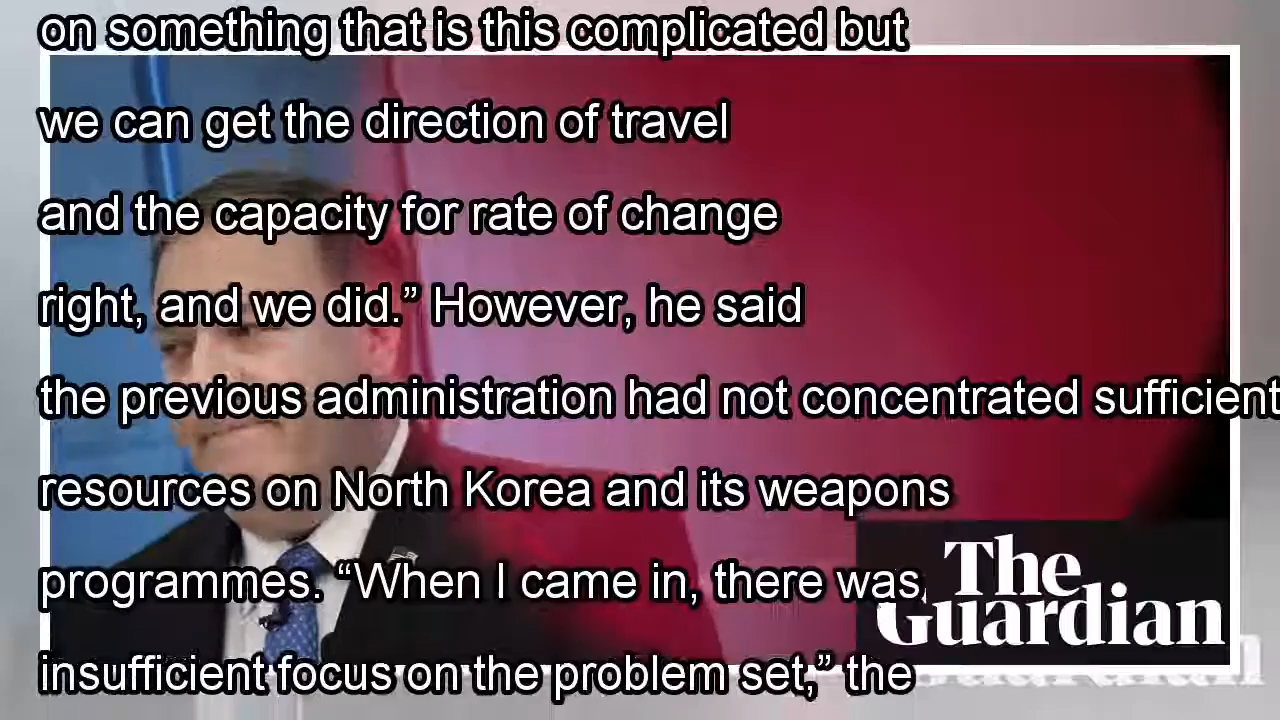 on something that is this complicated but
we can get the direction of travel
and the capacity for rate of change
right, and we did.” However, he said
the previous administration had not concentrated sufficient
resources on North Korea and its weapons
programmes. “When I came in, there was
insufficient focus on the problem set,” the
The
Guardian
Guardian